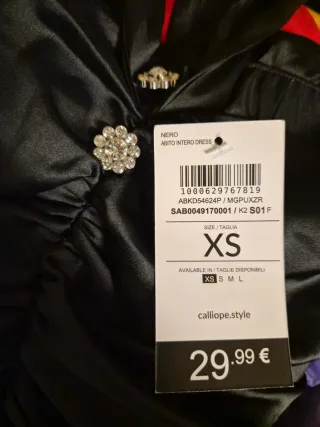 NERO
ABITO INTERO DRESS
1000629767819
ABKD54624P / MGPUXZR
SAB0049170001 / K2 S01 F
SIZE / TAGLIA
XS
AVAILABLE IN / TAGLIE DISPONIBILI
XS S M L
calliope.style
29.99 €